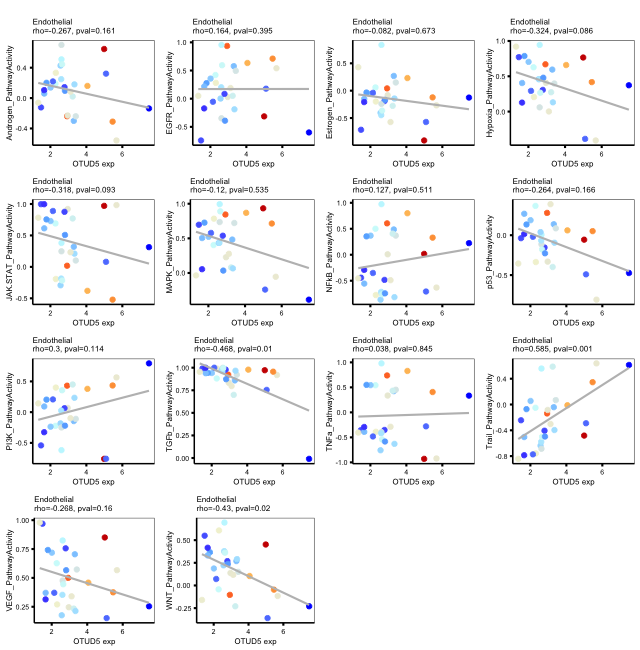 Endothelial
rho=-0.267, pval=0.161
Androgen_PathwayActivity
0.4
0.0
-0.4
2 4 6
OTUD5 exp
Endothelial
rho=0.164, pval=0.395
EGFR_PathwayActivity
1.0
0.5
0.0
-0.5
2 4 6
OTUD5 exp
Endothelial
rho=-0.082, pval=0.673
Estrogen_PathwayActivity
1.0
0.5
0.0
-0.5
2 4 6
OTUD5 exp
Endothelial
rho=-0.324, pval=0.086
Hypoxia_PathwayActivity
1.0
0.5
0.0
2 4 6
OTUD5 exp
Endothelial
rho=-0.318, pval=0.093
JAK-STAT_PathwayActivity
1.0
0.5
0.0
-0.5
2 4 6
OTUD5 exp
Endothelial
rho=-0.12, pval=0.535
MAPK_PathwayActivity
1.0
0.5
0.0
2 4 6
OTUD5 exp
Endothelial
rho=0.127, pval=0.511
NFkB_PathwayActivity
1.0
0.5
0.0
-0.5
2 4 6
OTUD5 exp
Endothelial
rho=-0.264, pval=0.166
p53_PathwayActivity
0.0
-0.5
2 4 6
OTUD5 exp
Endothelial
rho=0.3, pval=0.114
PI3K_PathwayActivity
0.5
0.0
-0.5
2 4 6
OTUD5 exp
Endothelial
rho=-0.468, pval=0.01
TGFb_PathwayActivity
1.00
0.75
0.50
0.25
0.00
2 4 6
OTUD5 exp
Endothelial
rho=0.038, pval=0.845
TNFa_PathwayActivity
1.0
0.5
0.0
-0.5
-1.0
2 4 6
OTUD5 exp
Endothelial
rho=0.585, pval=0.001
Trail_PathwayActivity
0.4
0.0
-0.4
-0.8
2 4 6
OTUD5 exp
Endothelial
rho=-0.268, pval=0.16
VEGF_PathwayActivity
1.00
0.75
0.50
0.25
2 4 6
OTUD5 exp
Endothelial
rho=-0.43, pval=0.02
WNT_PathwayActivity
0.50
0.25
0.00
-0.25
2 4 6
OTUD5 exp